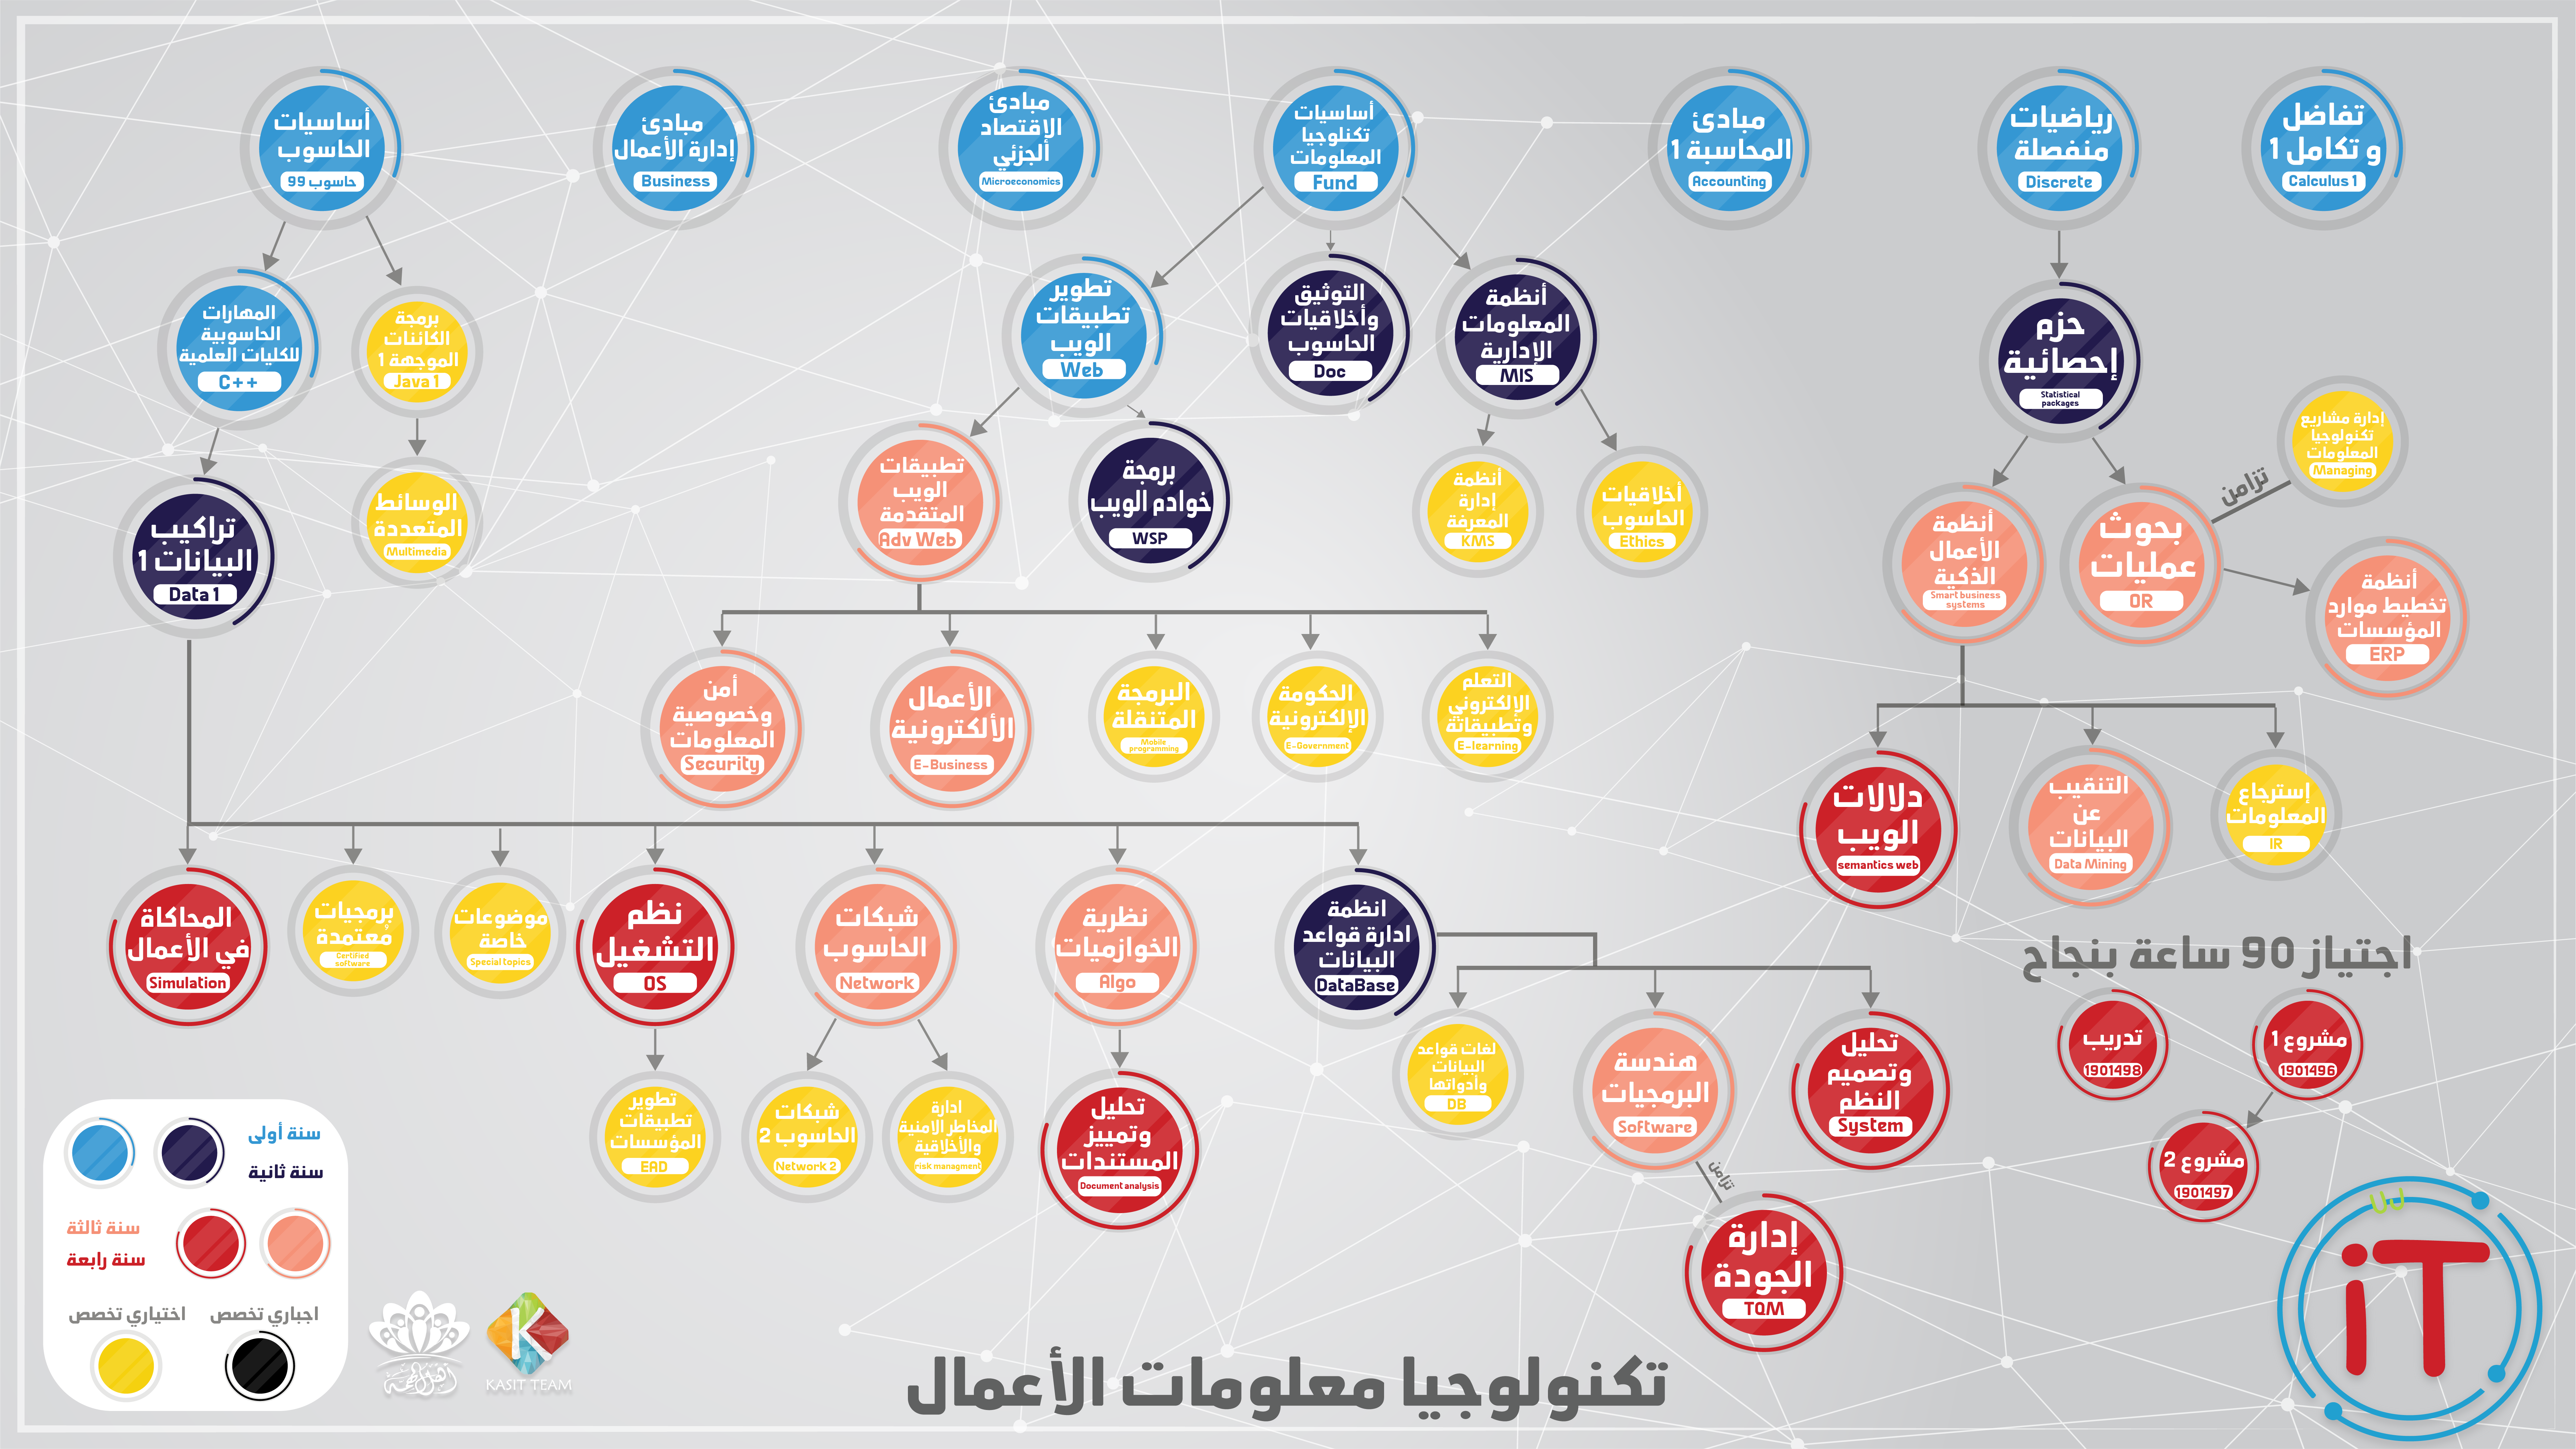 أساسيات
الحاسوب
حاسوب 99
مبادئ
إدارة الأعمال
Business
مبادئ
الإقتصاد
الجزئي
Microeconomics
أساسيات
تكنلوجيا
المعلومات
Fund
مبادئ
المحاسبة 1
Accounting
رياضيات
منفصلة
Discrete
تفاضل
و تكامل 1
Calculus 1
المهارات
الحاسوبية
للكليات العلمية
C++
برمجة
الكائنات
الموجهة 1
Java 1
تطوير
تطبيقات
الويب
Web
التوثيق
وأخلاقيات
الحاسوب
Doc
أنظمة
المعلومات
الإدارية
MIS
حزم
إحصائية
Statistical
packages
إدارة مشاريع
تكنولوجيا
المعلومات
Managing
تزامن
تراكيب
البيانات 1
Data 1
الوسائط
المتعددة
Multimedia
تطبيقات
الويب
المتقدمة
Adv Web
برمجة
خوادم الويب
WSP
أنظمة
إدارة
المعرفة
KMS
أخلاقيات
الحاسوب
Ethics
أنظمة
الأعمال
الذكية
Smart business
systems
بحوث
عمليات
OR
أنظمة
تخطيط موارد
المؤسسات
ERP
أمن
وخصوصية
المعلومات
Security
الأعمال
الألكترونية
E-Business
البرمجة
المتنقلة
Mobile
programming
الحكومة
الإلكترونية
E-Government
التعلم
الإلكتروني
وتطبيقاتة
E-learning
دلالات
الويب
semantics web
التنقيب
عن
البيانات
Data Mining
إسترجاع
المعلومات
IR
المحاكاة
في الأعمال
Simulation
برمجيات
معتمدة
Certified
software
موضوعات
خاصة
Special topics
نظم
التشغيل
OS
شبكات
الحاسوب
Network
نظرية
الخوازميات
Algo
انظمة
ادارة قواعد
البيانات
DataBase
اجتياز 90 ساعة بنجاح
تدريب
1901498
مشروع 1
1901496
مشروع 2
1901497
تطوير
تطبيقات
المؤسسات
EAD
شبكات
الحاسوب 2
Network 2
ادارة
المخاطر الامنية
والأخلاقية
risk managment
تحليل
وتمييز
المستندات
Document analysis
لغات قواعد
البيانات
وأدواتها
DB
هندسة
البرمجيات
Software
تحليل
وتصميم
النظم
System
تزامن
إدارة
الجودة
TQM
سنة أولى
سنة ثانية
سنة ثالثة
سنة رابعة
اجباري تخصص
اختياري تخصص
KASIT TEAM
تكنولوجيا معلومات الأعمال
UJ
iT